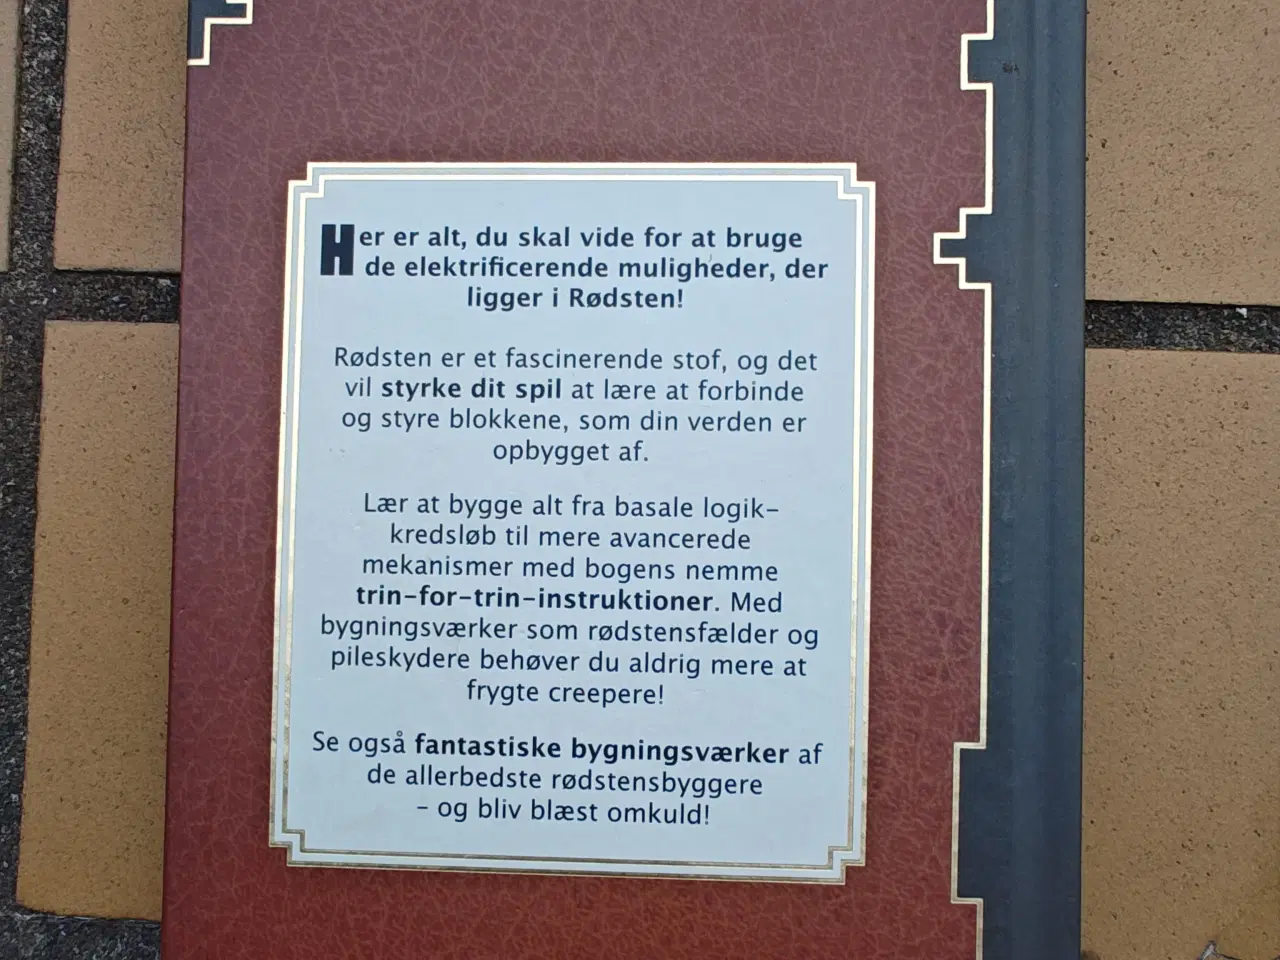 Her er alt, du skal vide for at bruge
de elektrificerende muligheder, der
ligger i Rødsten!
Rødsten er et fascinerende stof, og det
vil styrke dit spil at lære at forbinde
og styre blokkene, som din verden er
opbygget af.
Lær at bygge alt fra basale logik-
kredsløb til mere avancerede
mekanismer med bogens nemme
trin-for-trin-instruktioner. Med
bygningsværker som rødstensfælder og
pileskydere behøver du aldrig mere at
frygte creepere!
Se også fantastiske bygningsværker af
de allerbedste rødstensbyggere
– og bliv blæst omkuld!